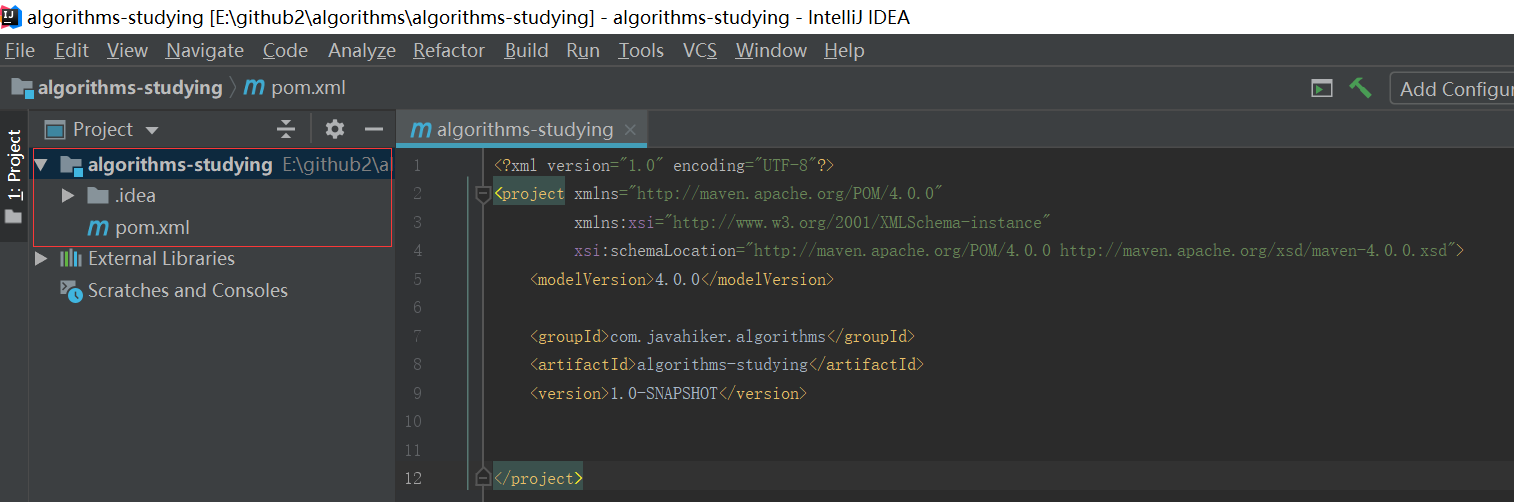 algorithms-studying [E:\github2\algorithms\algorithms-studying] - algorithms-studying - IntelliJ IDEA
File Edit View Navigate Code Analyze Refactor Build Run Tools VCS Window Help
algorithms-studying m pom.xml Add Configur
1: Project
Project
algorithms-studying E:\github2\al
.idea
m pom.xml
External Libraries
Scratches and Consoles
m algorithms-studying
1 <?xml version="1.0" encoding="UTF-8"?>
2 <project xmlns="http://maven.apache.org/POM/4.0.0"
3 xmlns:xsi="http://www.w3.org/2001/XMLSchema-instance"
4 xsi:schemaLocation="http://maven.apache.org/POM/4.0.0 http://maven.apache.org/xsd/maven-4.0.0.xsd">
5 <modelVersion>4.0.0</modelVersion>
6
7 <groupId>com.javahiker.algorithms</groupId>
8 <artifactId>algorithms-studying</artifactId>
9 <version>1.0-SNAPSHOT</version>
10
11
12 </project>